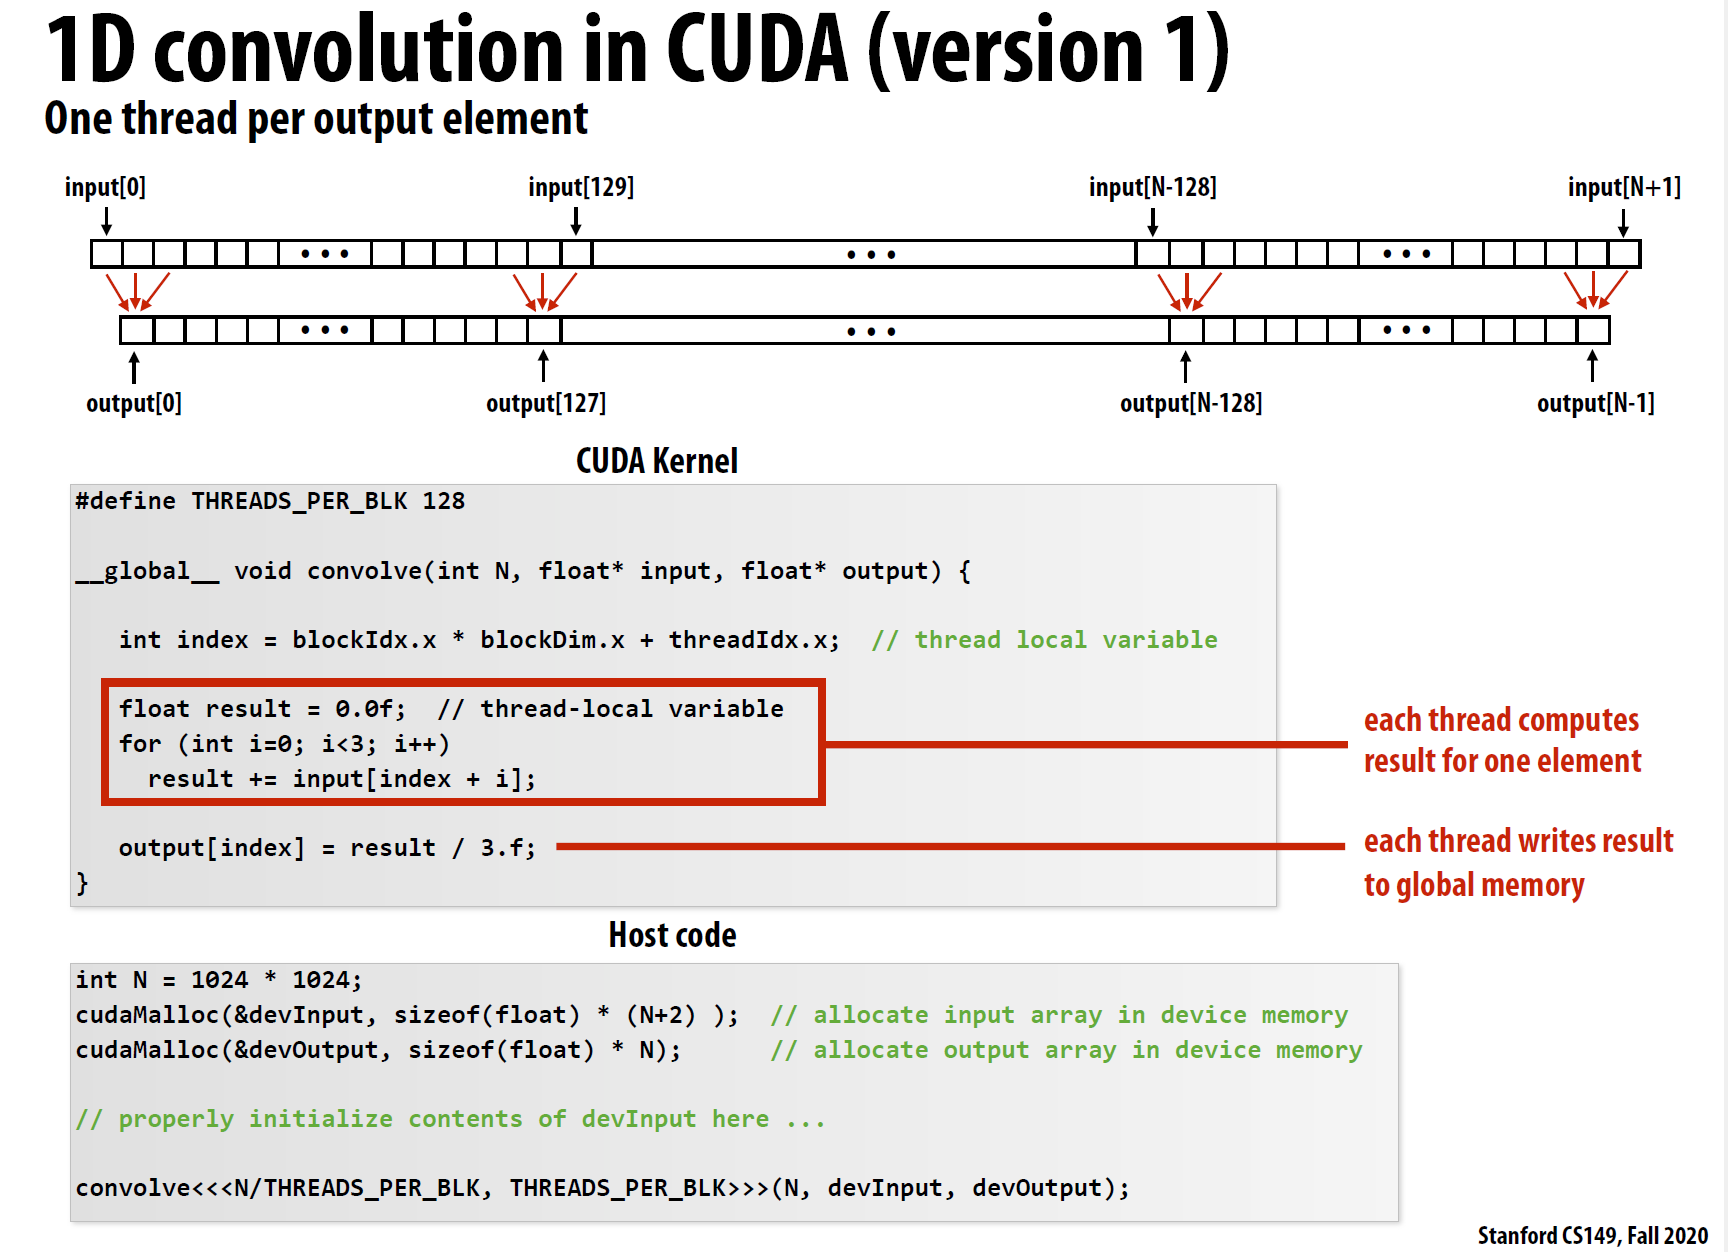 1D convolution in CUDA (version 1)
One thread per output element
input[0]
input[129]
input[N-128]
input[N+1]
output[0]
output[127]
output[N-128]
output[N-1]
CUDA Kernel
#define THREADS_PER_BLK 128
__global__ void convolve(int N, float* input, float* output) {
int index = blockIdx.x * blockDim.x + threadIdx.x;  // thread local variable
float result = 0.0f;  // thread-local variable
for (int i=0; i<3; i++)
result += input[index + i];
each thread computes
result for one element
output[index] = result / 3.f;
each thread writes result
to global memory
}
Host code
int N = 1024 * 1024;
cudaMalloc(&devInput, sizeof(float) * (N+2) );  // allocate input array in device memory
cudaMalloc(&devOutput, sizeof(float) * N);      // allocate output array in device memory
// properly initialize contents of devInput here ...
convolve<<<N/THREADS_PER_BLK, THREADS_PER_BLK>>>(N, devInput, devOutput);
Stanford CS149, Fall 2020